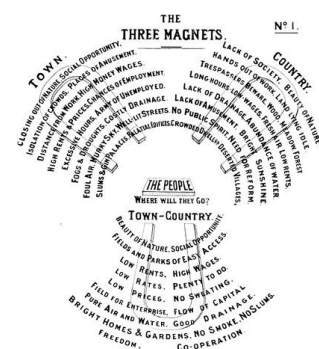 THE
THREE MAGNETS.
Nº 1.
TOWN.
CLOSING OUT OF NATURE. SOCIAL OPPORTUNITY.
ISOLATION OF CROWDS. PLACES OF AMUSEMENT.
DISTANCE FROM WORK. HIGH MONEY WAGES.
HIGH RENTS & PRICES. CHANCES OF EMPLOYMENT.
EXCESSIVE HOURS. ARMY OF UNEMPLOYED.
FOGS & DROUGHTS. COSTLY DRAINAGE.
FOUL AIR. MURKY SKY. WELL-LIT STREETS.
SLUMS & GIN PALACES. PALATIAL EDIFICES.
COUNTRY.
LACK OF SOCIETY. BEAUTY OF NATURE.
HANDS OUT OF WORK. LAND LYING IDLE.
TRESPASSERS BEWARE. WOOD, MEADOW, FOREST.
LONG HOURS, LOW WAGES. FRESH AIR. LOW RENTS.
LACK OF DRAINAGE. ABUNDANCE OF WATER.
LACK OF AMUSEMENT. BRIGHT SUNSHINE.
NO PUBLIC SPIRIT. NEED FOR REFORM.
CROWDED DWELLINGS. DESERTED VILLAGES.
THE PEOPLE
WHERE WILL THEY GO?
TOWN-COUNTRY.
BEAUTY OF NATURE. SOCIAL OPPORTUNITY.
FIELDS AND PARKS OF EASY ACCESS.
LOW RENTS, HIGH WAGES.
LOW RATES, PLENTY TO DO.
LOW PRICES, NO SWEATING.
FIELD FOR ENTERPRISE, FLOW OF CAPITAL.
PURE AIR AND WATER, GOOD DRAINAGE.
BRIGHT HOMES & GARDENS, NO SMOKE, NO SLUMS.
FREEDOM. CO-OPERATION.